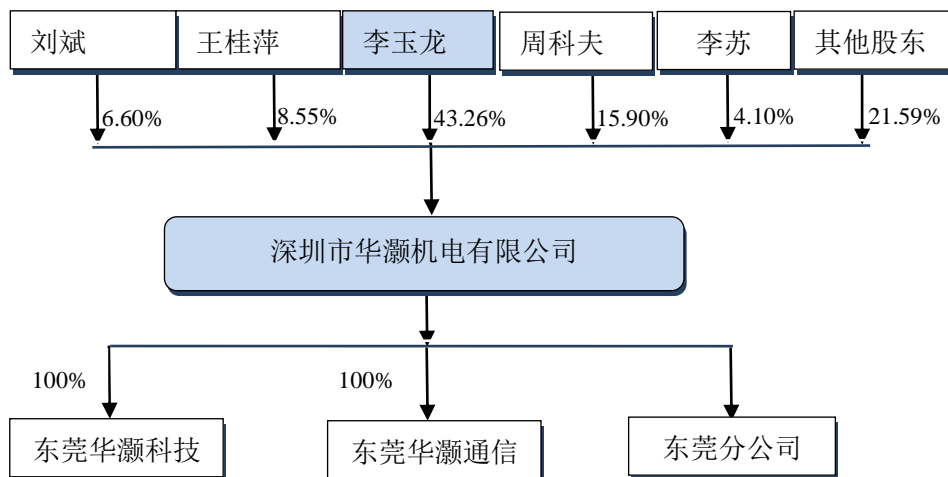 刘斌 王桂萍 李玉龙 周科夫 李苏 其他股东
6.60% 8.55% 43.26% 15.90% 4.10% 21.59%
深圳市华灏机电有限公司
100% 100%
东莞华灏科技 东莞华灏通信 东莞分公司